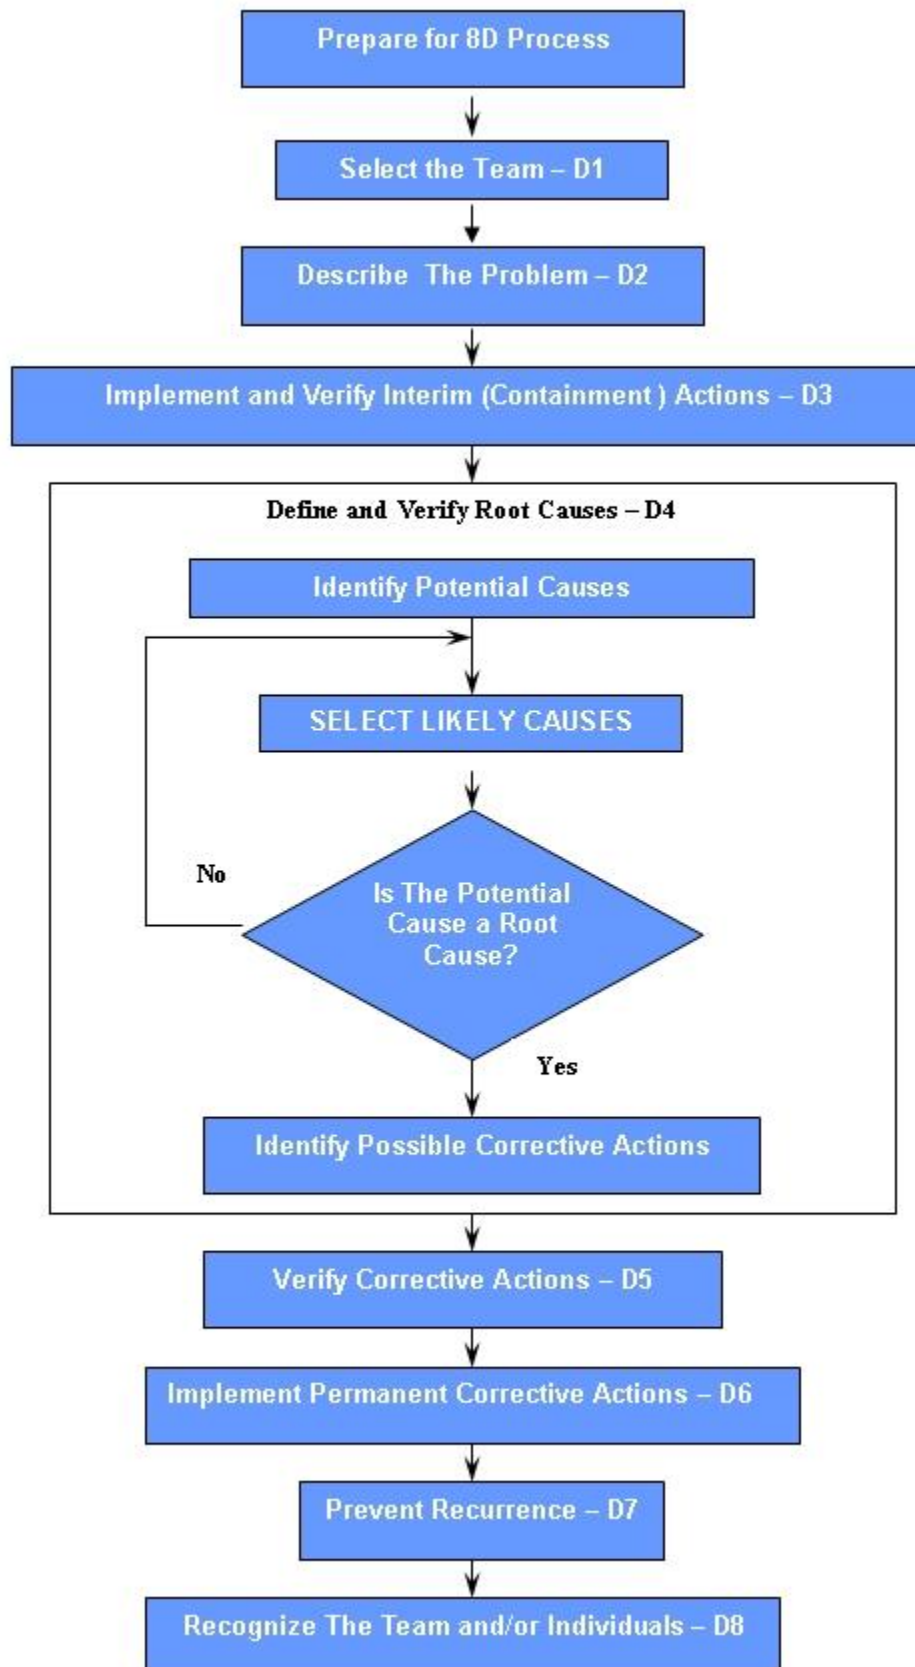 Prepare for 8D Process
Select the Team – D1
Describe The Problem – D2
Implement and Verify Interim (Containment ) Actions – D3
Define and Verify Root Causes – D4
Identify Potential Causes
SELECT LIKELY CAUSES
No
Is The Potential
Cause a Root
Cause?
Yes
Identify Possible Corrective Actions
Verify Corrective Actions – D5
Implement Permanent Corrective Actions – D6
Prevent Recurrence – D7
Recognize The Team and/or Individuals – D8